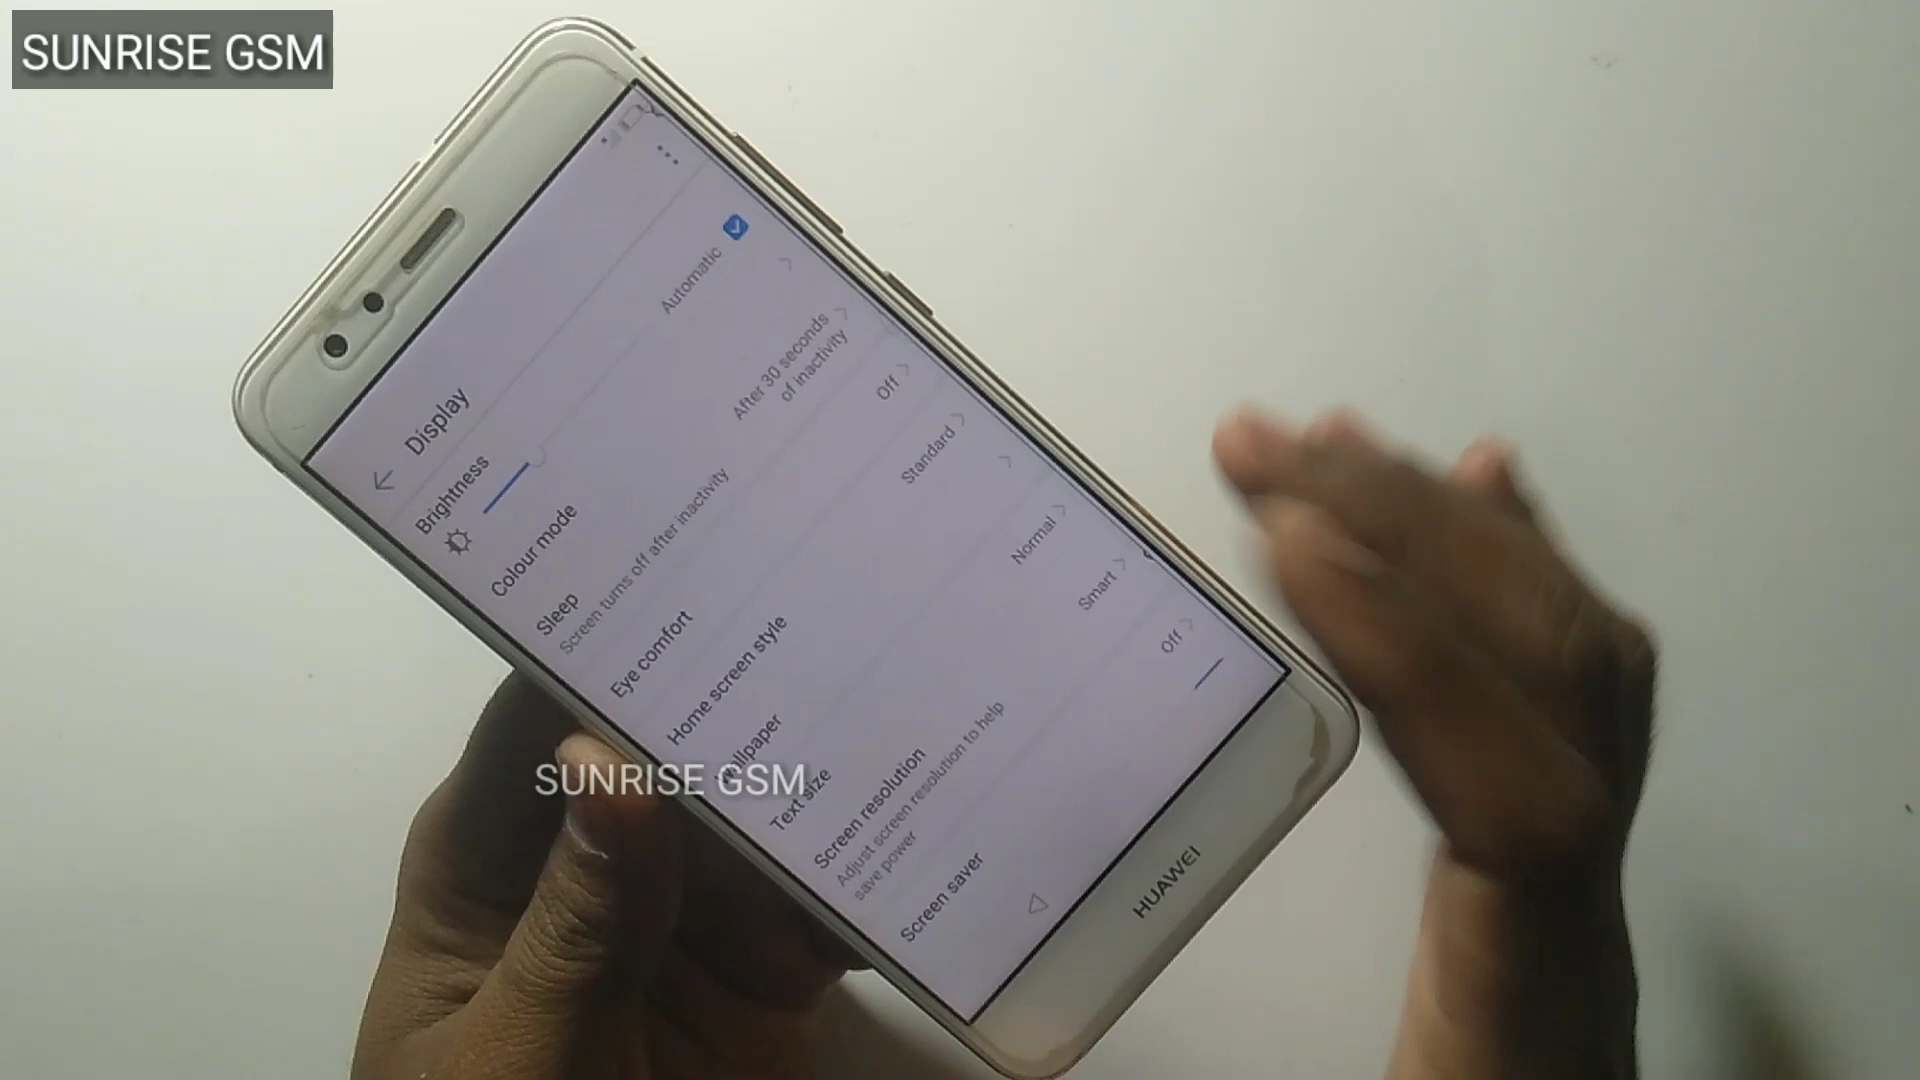 SUNRISE GSM
Display
Brightness
Automatic
Colour mode
Sleep
Screen turns off after inactivity
After 30 seconds
of inactivity
Eye comfort
Off
Home screen style
Standard
Wallpaper
Text size
Normal
Screen resolution
Adjust screen resolution to help
save power
Smart
Screen saver
Off
SUNRISE GSM
HUAWEI